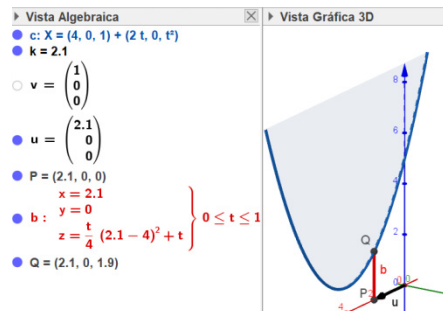 Vista Algebraica
Vista Gráfica 3D
c: X = (4, 0, 1) + (2 t, 0, t²)
k = 2.1
v = (1 0 0)
u = (2.1 0 0)
P = (2.1, 0, 0)
b : x = 2.1
y = 0
z = t/4 (2.1 − 4)² + t
0 ≤ t ≤ 1
Q = (2.1, 0, 1.9)
8
6
4
2
Q
b
P
u
4
0